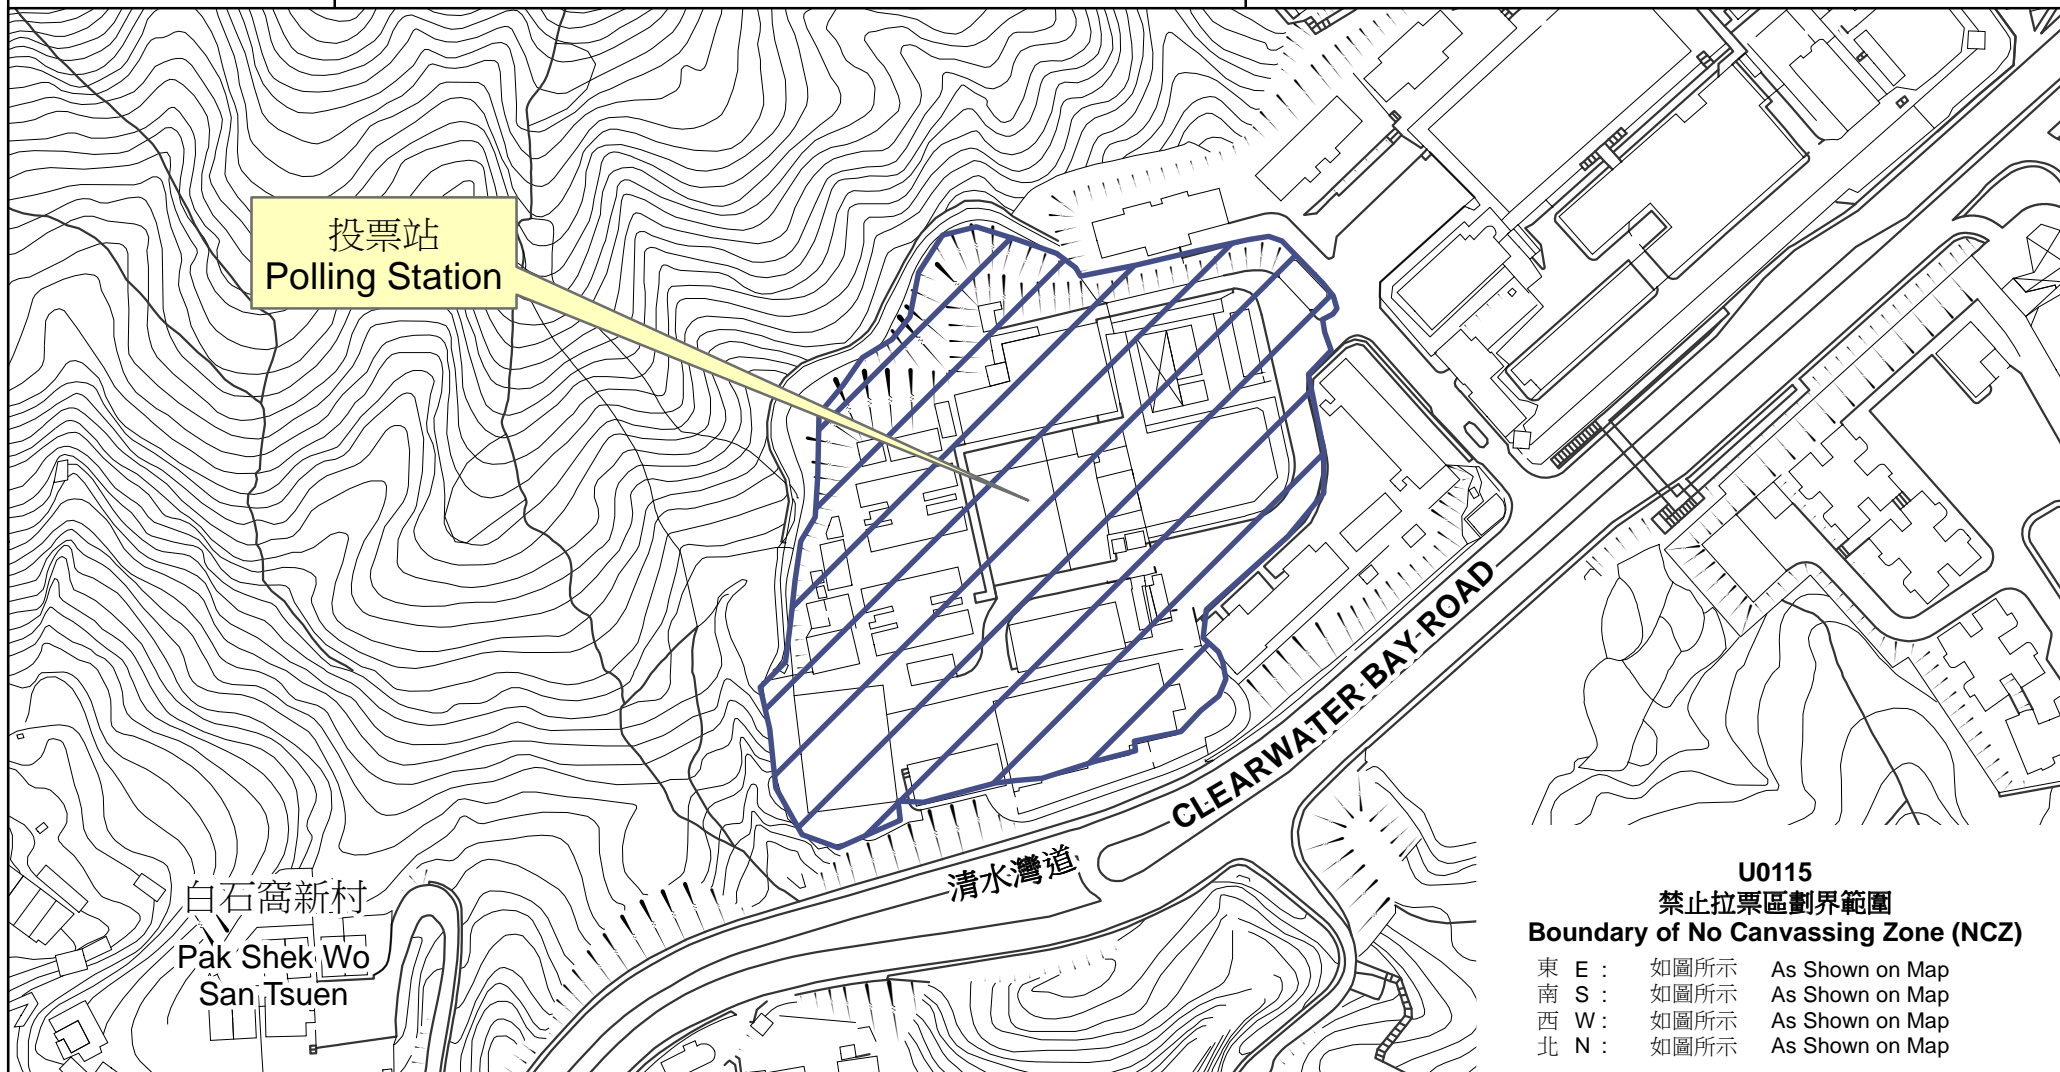 投票站
Polling Station
CLEARWATER BAY ROAD
清水灣道
白石窩新村
Pak Shek Wo
San Tsuen
U0115
禁止拉票區劃界範圍
Boundary of No Canvassing Zone (NCZ)
東 E : 如圖所示 As Shown on Map
南 S : 如圖所示 As Shown on Map
西 W : 如圖所示 As Shown on Map
北 N : 如圖所示 As Shown on Map